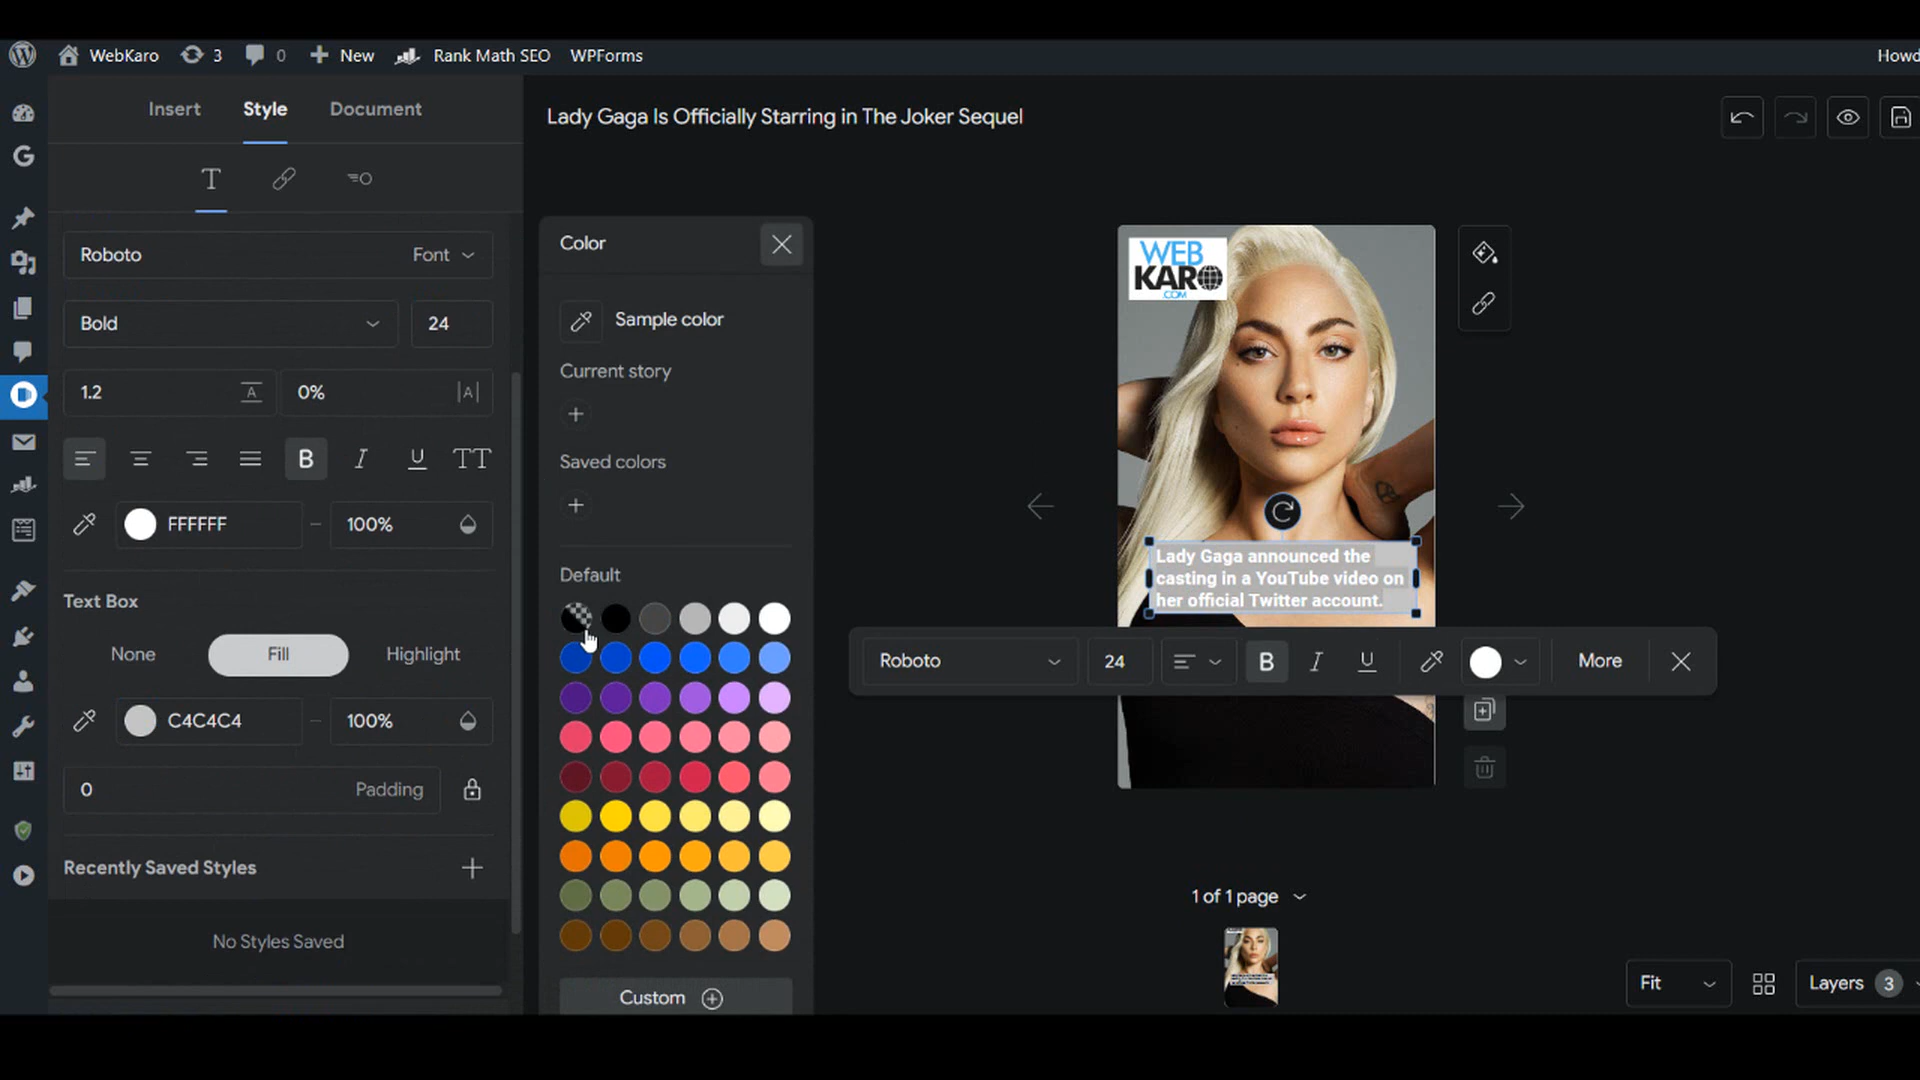 WebKaro 3 0 New Rank Math SEO WPForms Howd
Insert Style Document
Lady Gaga Is Officially Starring in The Joker Sequel
T
Roboto Font
Bold 24
1.2 A 0% |A|
B I U TT
FFFFFF 100%
Text Box
None Fill Highlight
C4C4C4 100%
0 Padding
Recently Saved Styles
No Styles Saved
Color
Sample color
Current story
Saved colors
Default
Custom
WEB
KARO
.COM
Lady Gaga announced the
casting in a YouTube video on
her official Twitter account.
Roboto 24 B I U More
1 of 1 page
Fit Layers 3